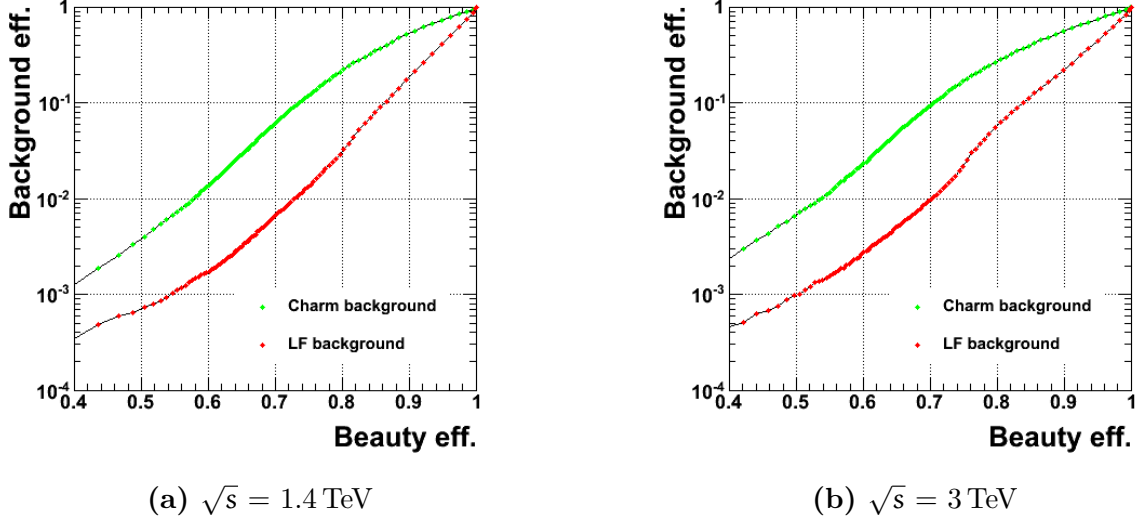 Background eff.
1
10⁻¹
10⁻²
10⁻³
10⁻⁴
Charm background
LF background
0.4 0.5 0.6 0.7 0.8 0.9 1
Beauty eff.
(a) √s = 1.4 TeV
Background eff.
1
10⁻¹
10⁻²
10⁻³
10⁻⁴
Charm background
LF background
0.4 0.5 0.6 0.7 0.8 0.9 1
Beauty eff.
(b) √s = 3 TeV